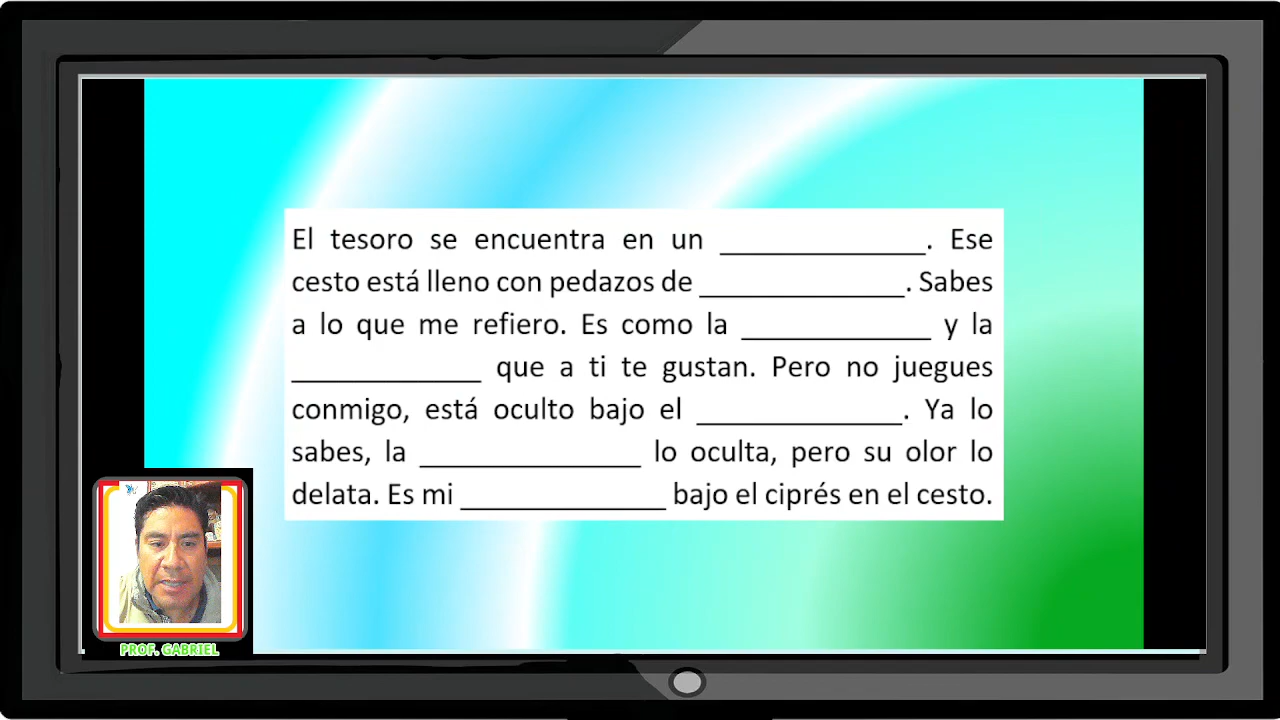 El tesoro se encuentra en un ______________. Ese
cesto está lleno con pedazos de ______________. Sabes
a lo que me refiero. Es como la _____________ y la
_____________ que a ti te gustan. Pero no juegues
conmigo, está oculto bajo el ______________. Ya lo
sabes, la _______________ lo oculta, pero su olor lo
delata. Es mi ______________ bajo el ciprés en el cesto.
PROF. GABRIEL